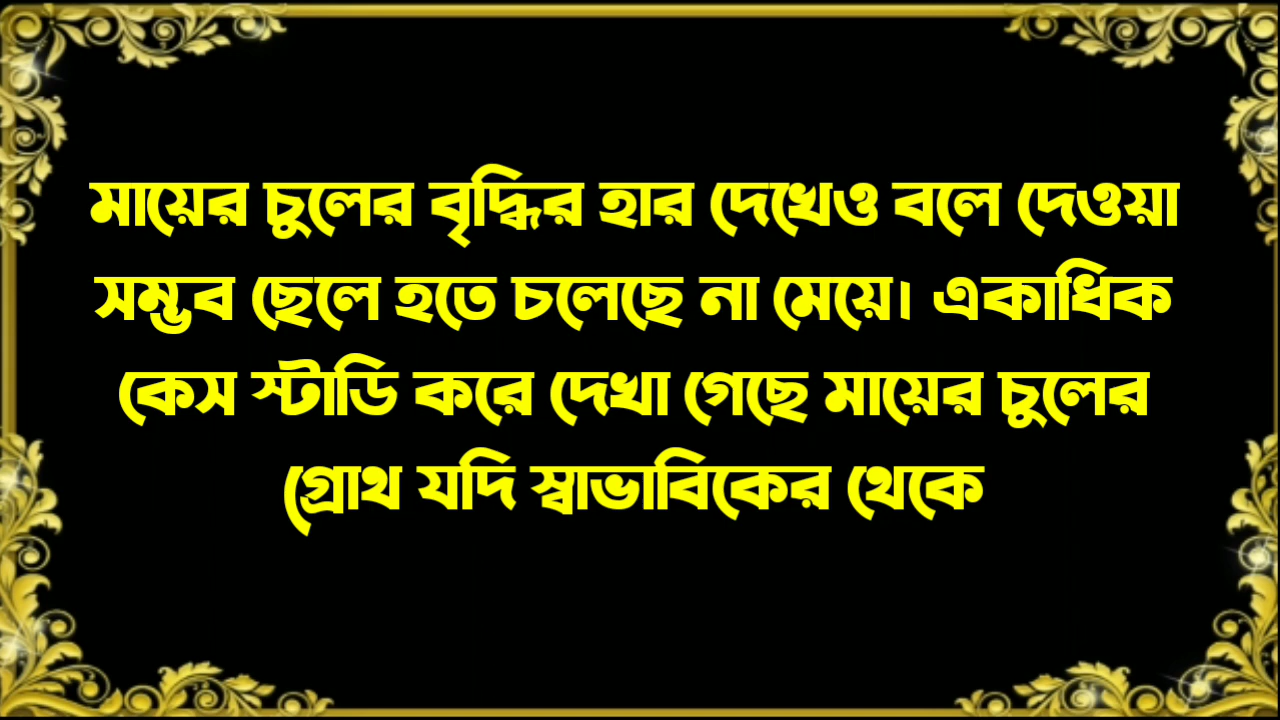 মায়ের চুলের বৃদ্ধির হার দেখেও বলে দেওয়া
সম্ভব ছেলে হতে চলেছে না মেয়ে। একাধিক
কেস স্টাডি করে দেখা গেছে মায়ের চুলের
গ্রোথ যদি স্বাভাবিকের থেকে